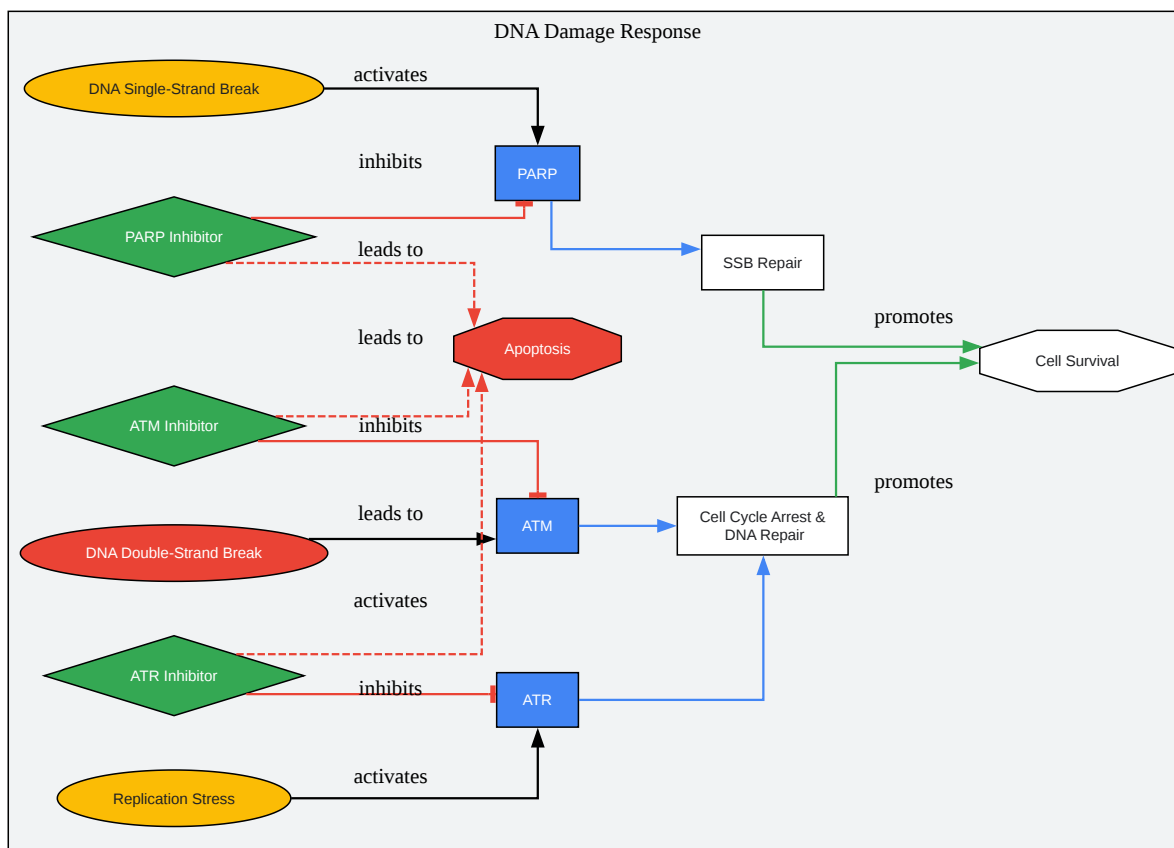 DNA Damage Response
DNA Single-Strand Break
activates
inhibits
PARP
PARP Inhibitor
leads to
SSB Repair
promotes
leads to
Apoptosis
Cell Survival
ATM Inhibitor
inhibits
promotes
leads to
ATM
Cell Cycle Arrest &
DNA Repair
DNA Double-Strand Break
activates
ATR Inhibitor
inhibits
ATR
activates
Replication Stress